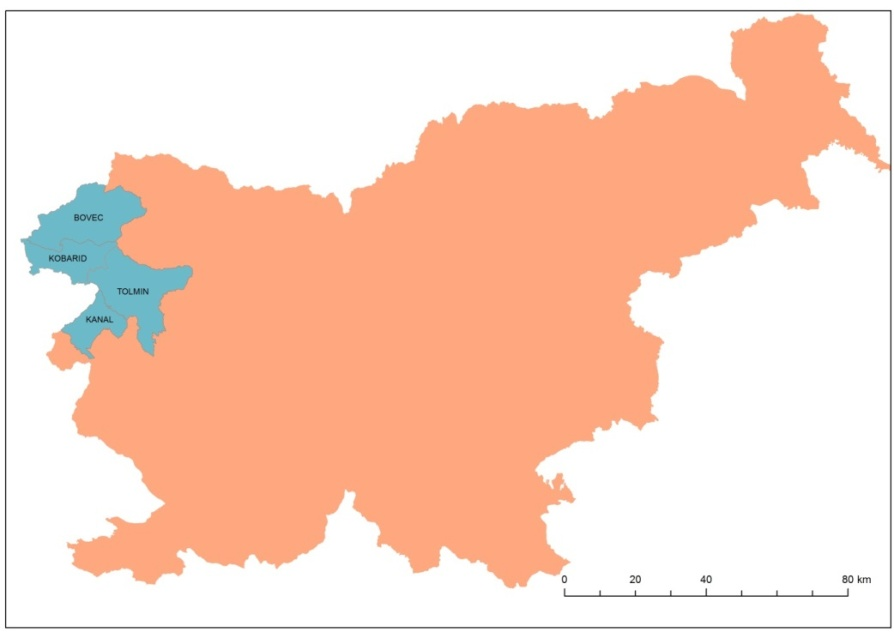 BOVEC
KOBARID
TOLMIN
KANAL
0 20 40 80 km